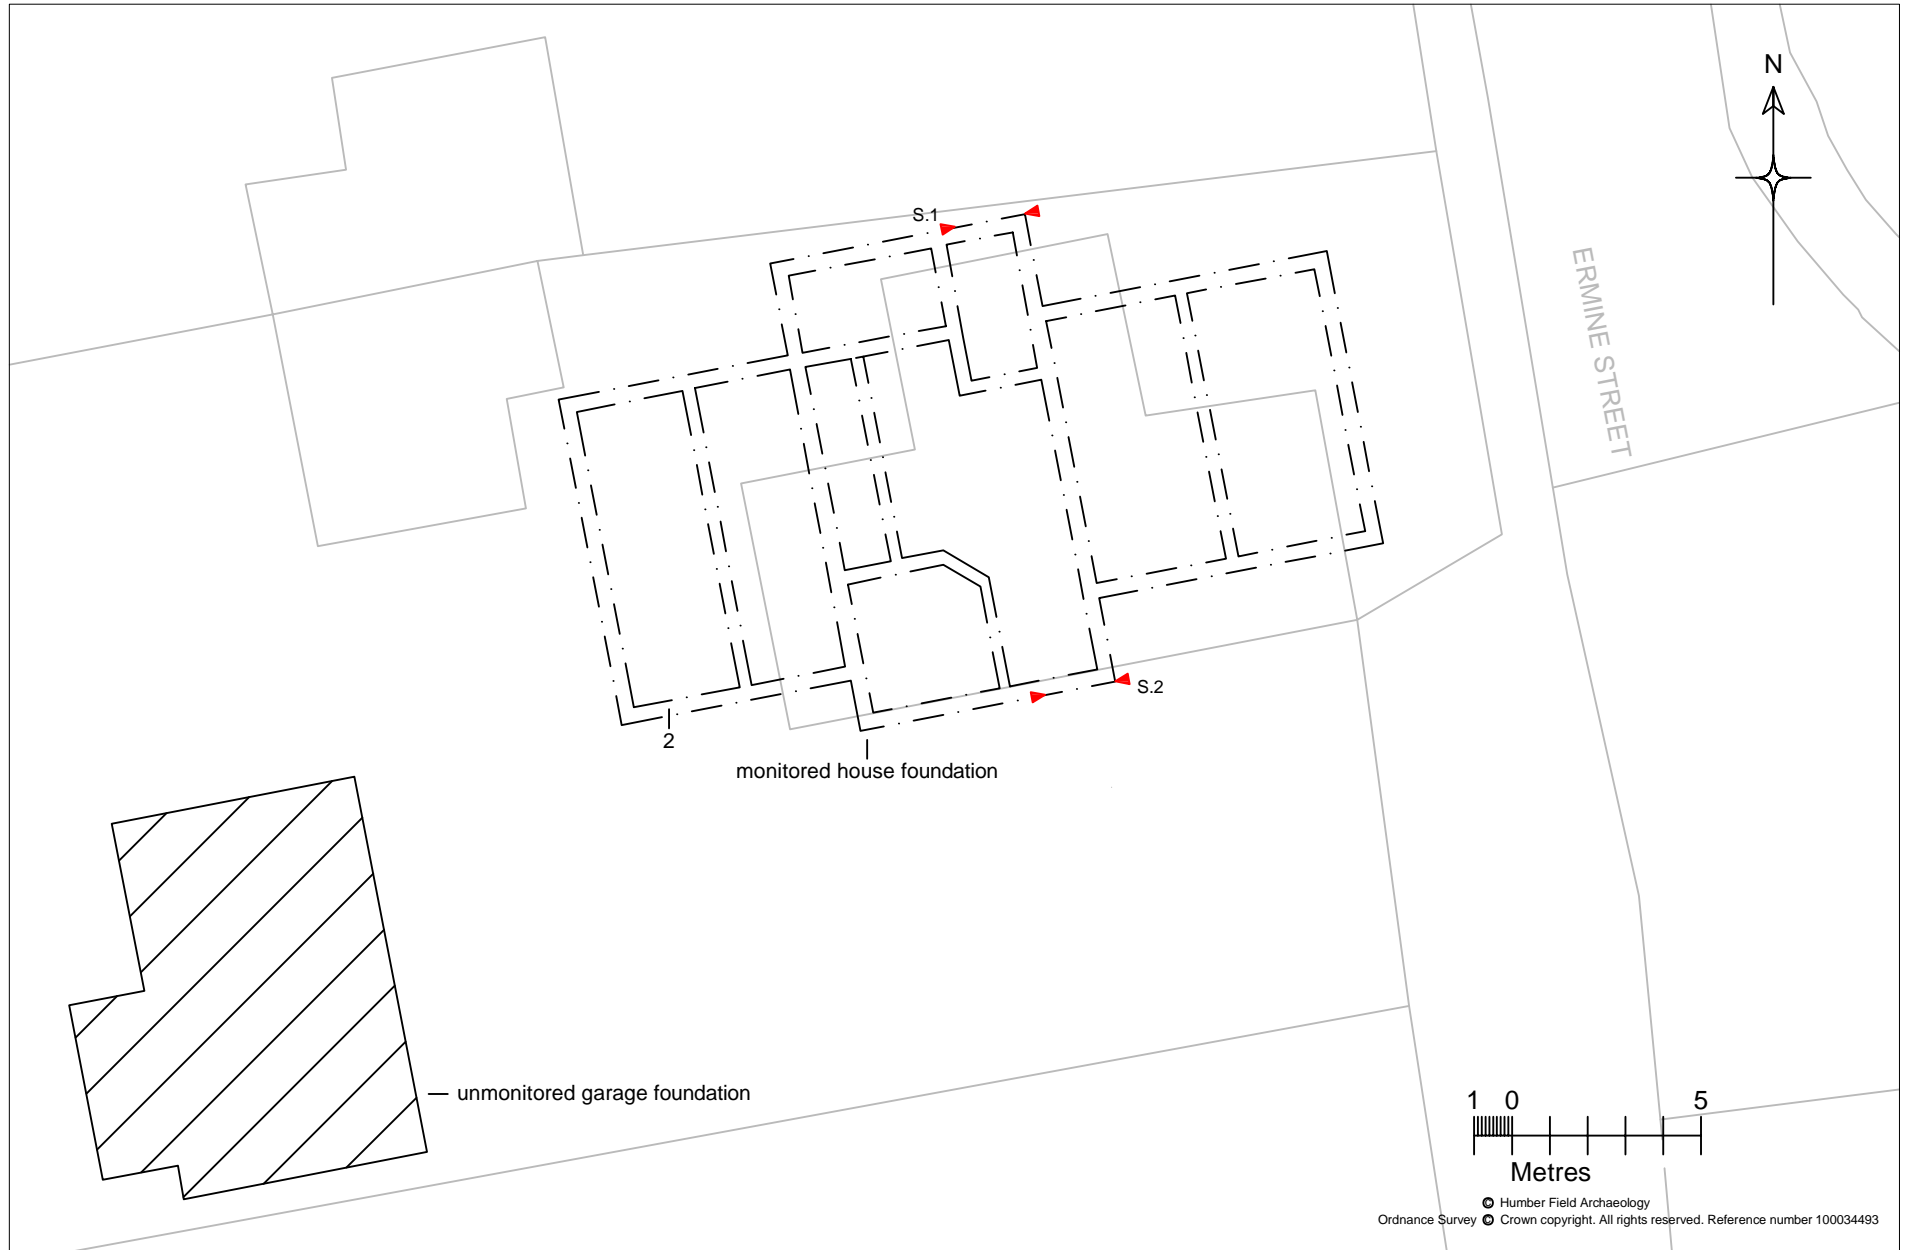 N
S.1
ERMINE STREET
S.2
2
monitored house foundation
unmonitored garage foundation
1 0 5
Metres
© Humber Field Archaeology
Ordnance Survey © Crown copyright. All rights reserved. Reference number 100034493